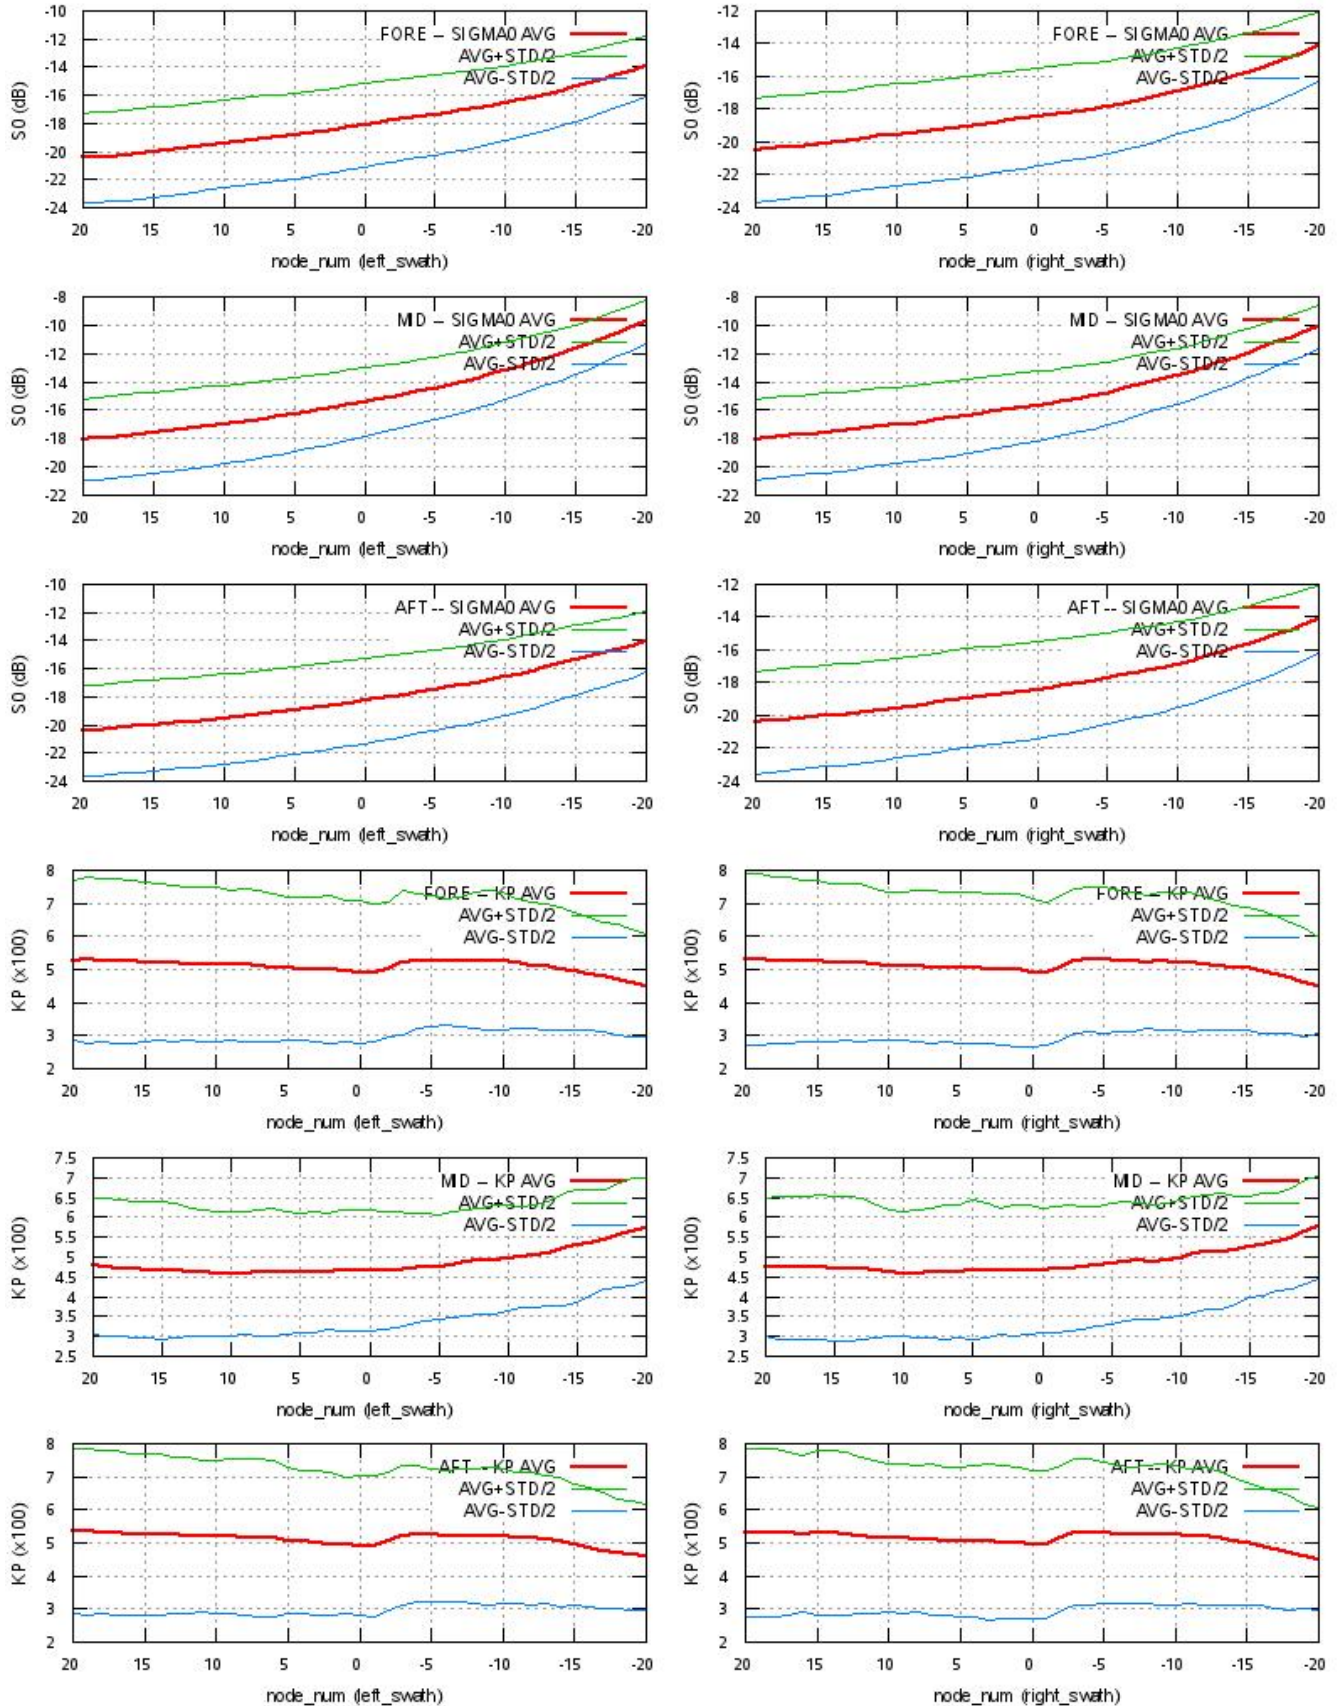 -10
-12
-14
-16
-18
-20
-22
-24
S0 (dB)
FORE -- SIGMA0 AVG
AVG+STD/2
AVG-STD/2
20 15 10 5 0 -5 -10 -15 -20
node_num (left_swath)
-12
-14
-16
-18
-20
-22
-24
S0 (dB)
FORE -- SIGMA0 AVG
AVG+STD/2
AVG-STD/2
20 15 10 5 0 -5 -10 -15 -20
node_num (right_swath)
-8
-10
-12
-14
-16
-18
-20
-22
S0 (dB)
MID -- SIGMA0 AVG
AVG+STD/2
AVG-STD/2
20 15 10 5 0 -5 -10 -15 -20
node_num (left_swath)
-8
-10
-12
-14
-16
-18
-20
-22
S0 (dB)
MID -- SIGMA0 AVG
AVG+STD/2
AVG-STD/2
20 15 10 5 0 -5 -10 -15 -20
node_num (right_swath)
-10
-12
-14
-16
-18
-20
-22
-24
S0 (dB)
AFT -- SIGMA0 AVG
AVG+STD/2
AVG-STD/2
20 15 10 5 0 -5 -10 -15 -20
node_num (left_swath)
-12
-14
-16
-18
-20
-22
-24
S0 (dB)
AFT -- SIGMA0 AVG
AVG+STD/2
AVG-STD/2
20 15 10 5 0 -5 -10 -15 -20
node_num (right_swath)
8
7
6
5
4
3
2
KP (x100)
FORE -- KP AVG
AVG+STD/2
AVG-STD/2
20 15 10 5 0 -5 -10 -15 -20
node_num (left_swath)
8
7
6
5
4
3
2
KP (x100)
FORE -- KP AVG
AVG+STD/2
AVG-STD/2
20 15 10 5 0 -5 -10 -15 -20
node_num (right_swath)
7.5
7
6.5
6
5.5
5
4.5
4
3.5
3
2.5
KP (x100)
MID -- KP AVG
AVG+STD/2
AVG-STD/2
20 15 10 5 0 -5 -10 -15 -20
node_num (left_swath)
7.5
7
6.5
6
5.5
5
4.5
4
3.5
3
2.5
KP (x100)
MID -- KP AVG
AVG+STD/2
AVG-STD/2
20 15 10 5 0 -5 -10 -15 -20
node_num (right_swath)
8
7
6
5
4
3
2
KP (x100)
AFT -- KP AVG
AVG+STD/2
AVG-STD/2
20 15 10 5 0 -5 -10 -15 -20
node_num (left_swath)
8
7
6
5
4
3
2
KP (x100)
AFT -- KP AVG
AVG+STD/2
AVG-STD/2
20 15 10 5 0 -5 -10 -15 -20
node_num (right_swath)